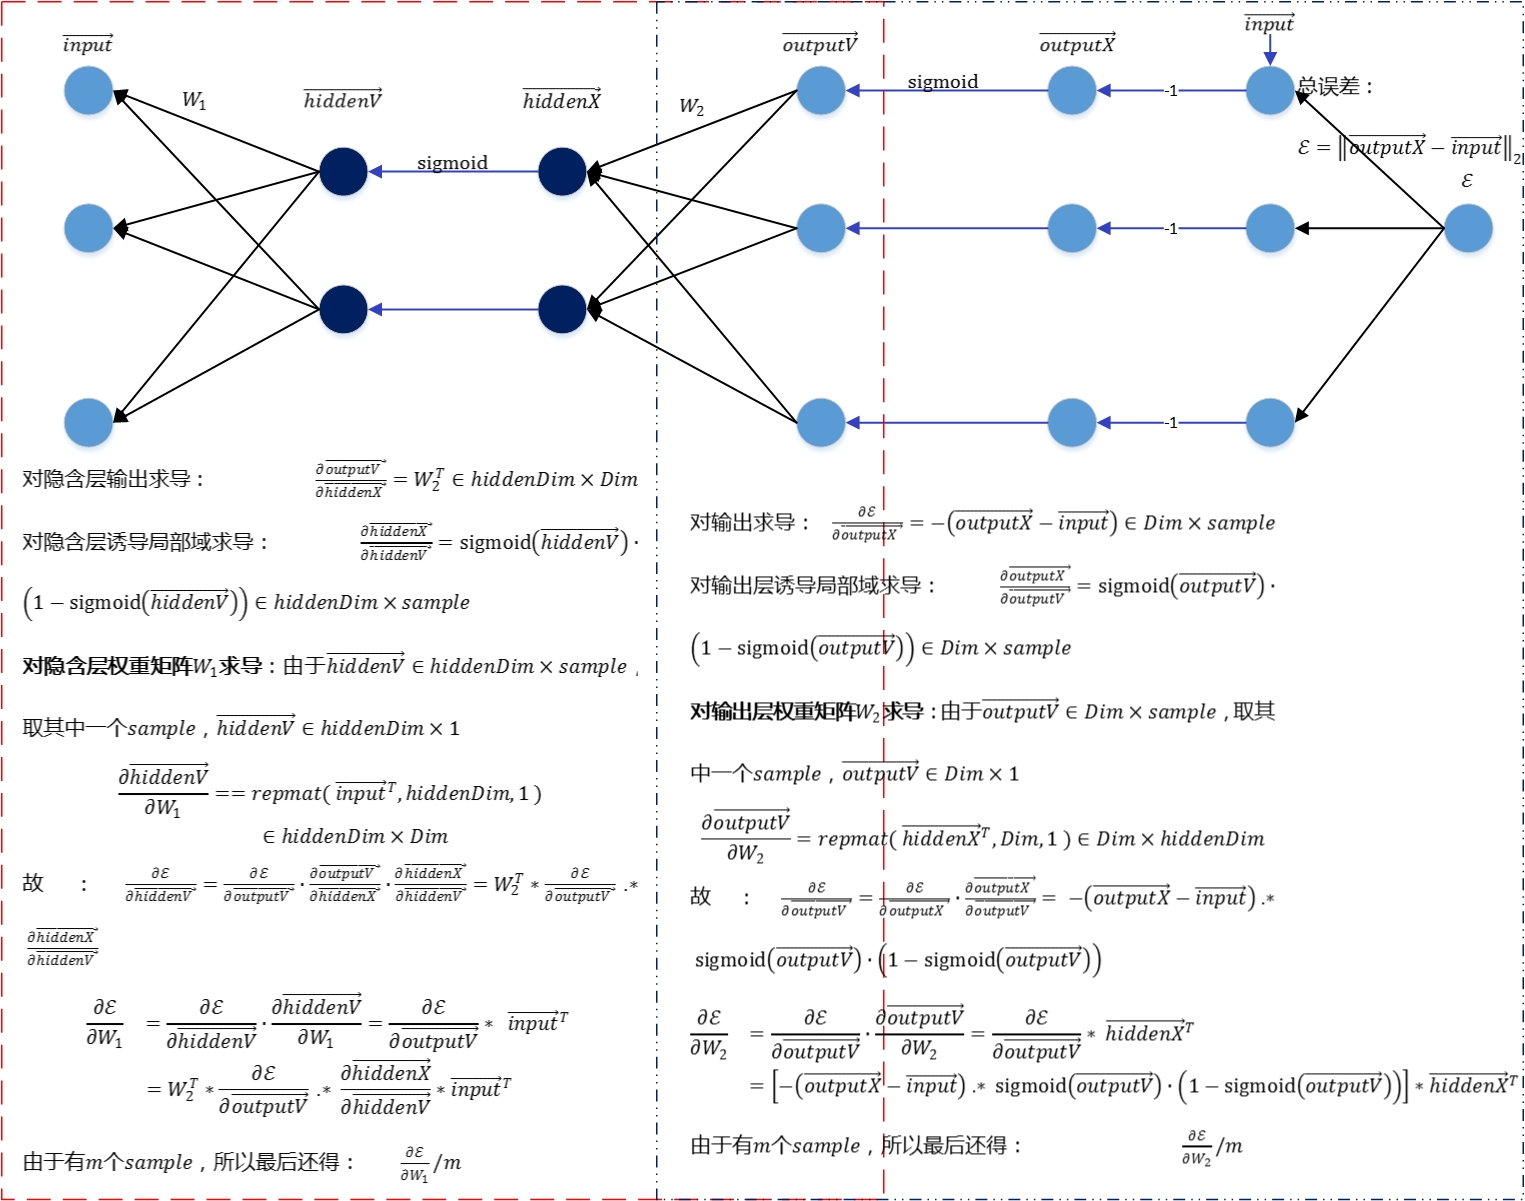 $\overrightarrow{input}$
$\overrightarrow{input}$ $\overrightarrow{outputV}$ $\overrightarrow{outputX}$
$W_1$ $\overrightarrow{hiddenV}$ $\overrightarrow{hiddenX}$ $W_2$ sigmoid -1 总误差：
sigmoid $\mathcal{E} = \left\|\overrightarrow{outputX} - \overrightarrow{input}\right\|_2$
$\mathcal{E}$
-1
-1
对隐含层输出求导： $\frac{\partial\overrightarrow{outputV}}{\partial\overrightarrow{hiddenX}} = W_2^T \in hiddenDim \times Dim$
对隐含层诱导局部域求导： $\frac{\partial\overrightarrow{hiddenX}}{\partial\overrightarrow{hiddenV}} = \text{sigmoid}(\overrightarrow{hiddenV}) \cdot$
$\left(1 - \text{sigmoid}(\overrightarrow{hiddenV})\right) \in hiddenDim \times sample$
对隐含层权重矩阵$W_1$求导：由于$\overrightarrow{hiddenV} \in hiddenDim \times sample$，
取其中一个$sample$，$\overrightarrow{hiddenV} \in hiddenDim \times 1$
$\frac{\partial\overrightarrow{hiddenV}}{\partial W_1} == repmat(\overrightarrow{input}^T, hiddenDim, 1)$
$\in hiddenDim \times Dim$
故 ： $\frac{\partial\mathcal{E}}{\partial\overrightarrow{hiddenV}} = \frac{\partial\mathcal{E}}{\partial\overrightarrow{outputV}} \cdot \frac{\partial\overrightarrow{outputV}}{\partial\overrightarrow{hiddenX}} \cdot \frac{\partial\overrightarrow{hiddenX}}{\partial\overrightarrow{hiddenV}} = W_2^T * \frac{\partial\mathcal{E}}{\partial\overrightarrow{outputV}} .*$
$\frac{\partial\overrightarrow{hiddenX}}{\partial\overrightarrow{hiddenV}}$
$\frac{\partial\mathcal{E}}{\partial W_1} = \frac{\partial\mathcal{E}}{\partial\overrightarrow{hiddenV}} \cdot \frac{\partial\overrightarrow{hiddenV}}{\partial W_1} = \frac{\partial\mathcal{E}}{\partial\overrightarrow{outputV}} * \overrightarrow{input}^T$
$= W_2^T * \frac{\partial\mathcal{E}}{\partial\overrightarrow{outputV}} .* \frac{\partial\overrightarrow{hiddenX}}{\partial\overrightarrow{hiddenV}} * \overrightarrow{input}^T$
由于有$m$个$sample$，所以最后还得： $\frac{\partial\mathcal{E}}{\partial W_1}/m$
对输出求导： $\frac{\partial\mathcal{E}}{\partial\overrightarrow{outputX}} = -(\overrightarrow{outputX} - \overrightarrow{input}) \in Dim \times sample$
对输出层诱导局部域求导： $\frac{\partial\overrightarrow{outputX}}{\partial\overrightarrow{outputV}} = \text{sigmoid}(\overrightarrow{outputV}) \cdot$
$\left(1 - \text{sigmoid}(\overrightarrow{outputV})\right) \in Dim \times sample$
对输出层权重矩阵$W_2$求导：由于$\overrightarrow{outputV} \in Dim \times sample$，取其
中一个$sample$，$\overrightarrow{outputV} \in Dim \times 1$
$\frac{\partial\overrightarrow{outputV}}{\partial W_2} = repmat(\overrightarrow{hiddenX}^T, Dim, 1) \in Dim \times hiddenDim$
故 ： $\frac{\partial\mathcal{E}}{\partial\overrightarrow{outputV}} = \frac{\partial\mathcal{E}}{\partial\overrightarrow{outputX}} \cdot \frac{\partial\overrightarrow{outputX}}{\partial\overrightarrow{outputV}} = -(\overrightarrow{outputX} - \overrightarrow{input}) .*$
$\text{sigmoid}(\overrightarrow{outputV}) \cdot \left(1 - \text{sigmoid}(\overrightarrow{outputV})\right)$
$\frac{\partial\mathcal{E}}{\partial W_2} = \frac{\partial\mathcal{E}}{\partial\overrightarrow{outputV}} \cdot \frac{\partial\overrightarrow{outputV}}{\partial W_2} = \frac{\partial\mathcal{E}}{\partial\overrightarrow{outputV}} * \overrightarrow{hiddenX}^T$
$= \left[-(\overrightarrow{outputX} - \overrightarrow{input}) .* \text{sigmoid}(\overrightarrow{outputV}) \cdot \left(1 - \text{sigmoid}(\overrightarrow{outputV})\right)\right] * \overrightarrow{hiddenX}^T$
由于有$m$个$sample$，所以最后还得： $\frac{\partial\mathcal{E}}{\partial W_2}/m$